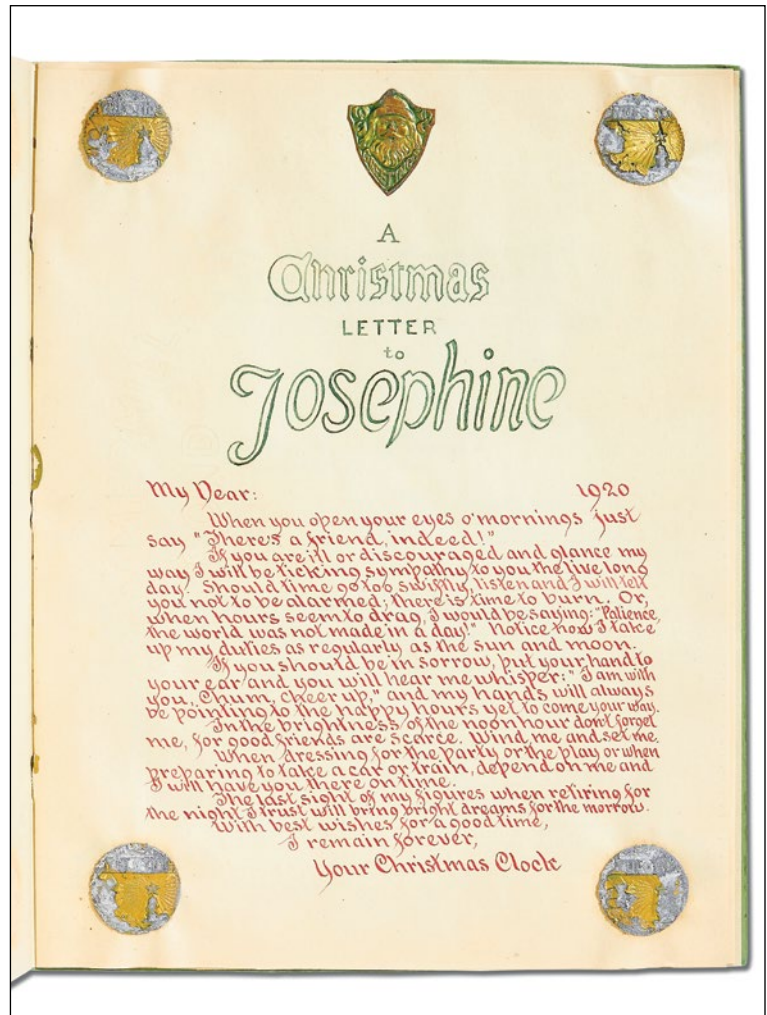 A
Christmas
LETTER
to
Josephine
My Dear: 1920
When you open your eyes o'mornings just
say "There's a friend, indeed!"
If you are ill or discouraged and glance my
way I will be ticking sympathy to you the live long
day. Should time go too swiftly, listen and I will tell
you not to be alarmed; there is time to burn. Or,
when hours seem to drag, I would be saying: "Patience,
the world was not made in a day!" Notice how I take
up my duties as regularly as the sun and moon.
If you should be in sorrow, put your hand to
your ear and you will hear me whisper: "I am with
you, Chum, cheer up," and my hands will always
be pointing to the happy hours yet to come your way.
In the brightness of the noon hour don't forget
me, for good friends are scarce. Wind me and set me.
When dressing for the party or the play or when
preparing to take a car or train, depend on me and
I will have you there on time.
The last sight of my figures when retiring for
the night I trust will bring bright dreams for the morrow.
With best wishes for a good time,
I remain forever,
Your Christmas Clock